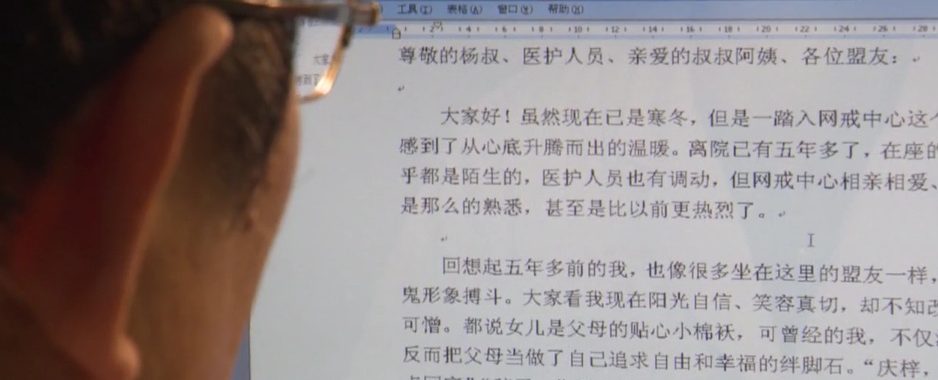 工具(T) 表格(A) 窗口(W) 帮助(H)
尊敬的杨叔、医护人员、亲爱的叔叔阿姨、各位盟友：
大家好！虽然现在已是寒冬，但是一踏入网戒中心这个
感到了从心底升腾而出的温暖。离院已有五年多了，在座的
乎都是陌生的，医护人员也有调动，但网戒中心相亲相爱、
是那么的熟悉，甚至是比以前更热烈了。
回想起五年多前的我，也像很多坐在这里的盟友一样，
鬼形象搏斗。大家看我现在阳光自信、笑容真切，却不知改
可憎。都说女儿是父母的贴心小棉袄，可曾经的我，不仅
反而把父母当做了自己追求自由和幸福的绊脚石。“庆梓，